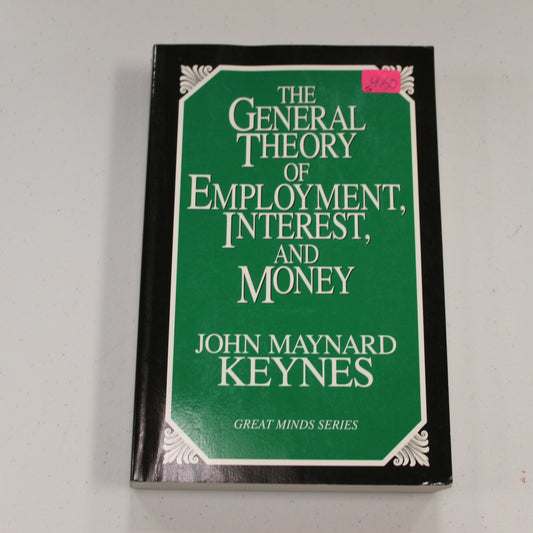 THE
GENERAL
THEORY
OF
EMPLOYMENT,
INTEREST,
AND
MONEY
JOHN MAYNARD
KEYNES
GREAT MINDS SERIES